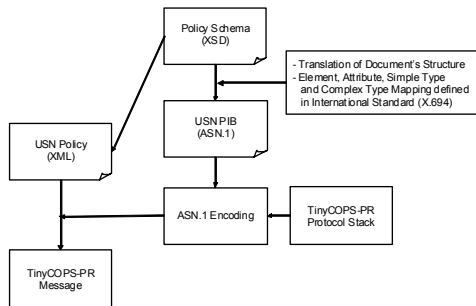 Policy Schema
(XSD)
- Translation of Document's Structure
- Element, Attribute, Simple Type
and Complex Type Mapping defined
in International Standard (X.694)
USN PIB
(ASN.1)
USN Policy
(XML)
ASN.1 Encoding
TinyCOPS-PR
Protocol Stack
TinyCOPS-PR
Message